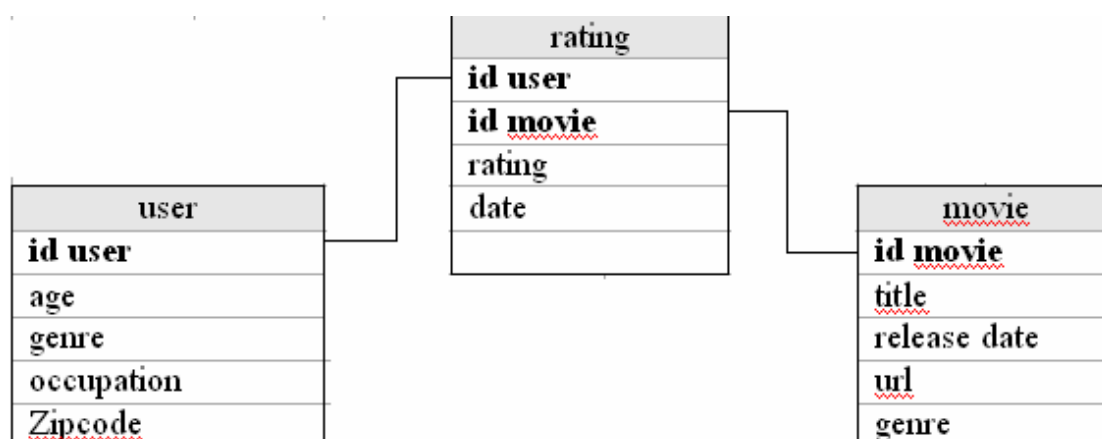 rating
id user
id movie
rating
date
user
id user
age
genre
occupation
Zipcode
movie
id movie
title
release date
url
genre